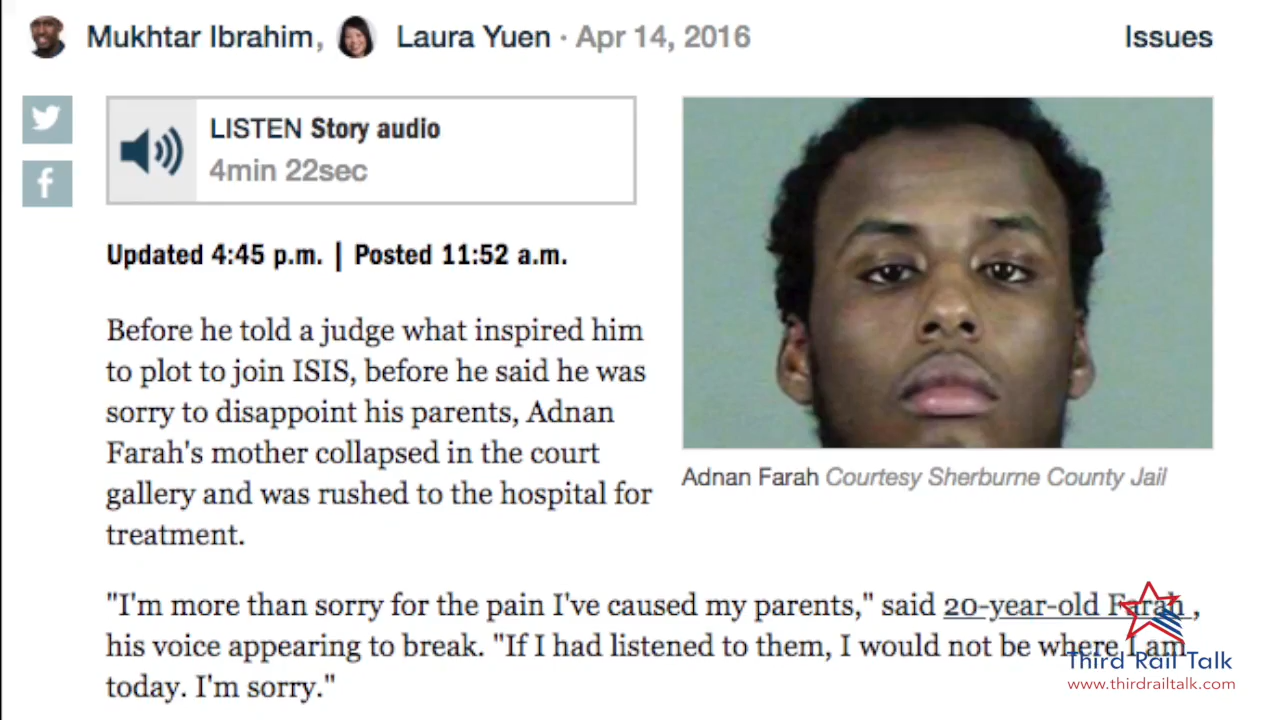 Mukhtar Ibrahim, Laura Yuen · Apr 14, 2016
Issues
LISTEN Story audio
4min 22sec
Updated 4:45 p.m. | Posted 11:52 a.m.
Before he told a judge what inspired him
to plot to join ISIS, before he said he was
sorry to disappoint his parents, Adnan
Farah's mother collapsed in the court
gallery and was rushed to the hospital for
treatment.
Adnan Farah Courtesy Sherburne County Jail
"I'm more than sorry for the pain I've caused my parents," said 20-year-old Farah ,
his voice appearing to break. "If I had listened to them, I would not be where I am
today. I'm sorry."
Third Rail Talk
www.thirdrailtalk.com